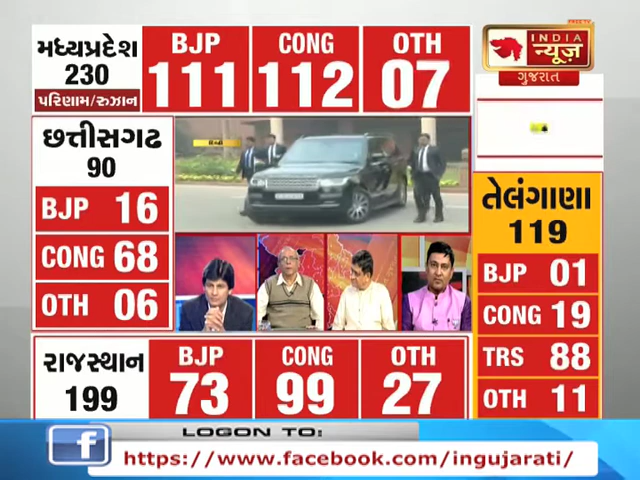 મધ્યપ્રદેશ
230
પરિણામ/રુઝાન
BJP
111
CONG
112
OTH
07
INDIA
न्यूज़
ગુજરાત
છત્તીસગઢ
90
BJP 16
CONG 68
OTH 06
તેલંગાણા
119
BJP 01
CONG 19
TRS 88
OTH 11
રાજસ્થાન
199
BJP
73
CONG
99
OTH
27
LOGON TO:
f
https://www.facebook.com/ingujarati/